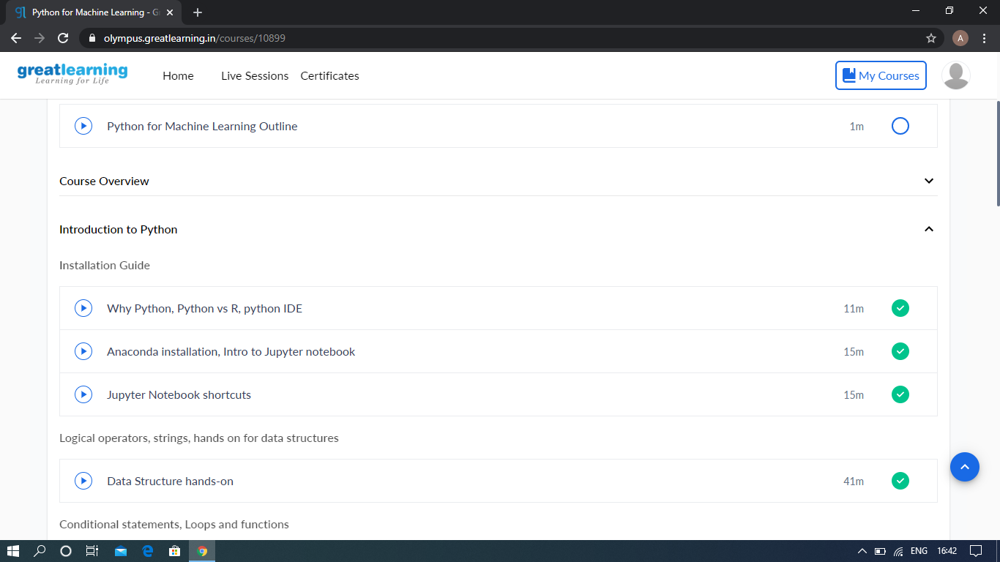 Python for Machine Learning - G
olympus.greatlearning.in/courses/10899
A
greatlearning
Learning for Life
Home
Live Sessions
Certificates
My Courses
Python for Machine Learning Outline
1m
Course Overview
Introduction to Python
Installation Guide
Why Python, Python vs R, python IDE
11m
Anaconda installation, Intro to Jupyter notebook
15m
Jupyter Notebook shortcuts
15m
Logical operators, strings, hands on for data structures
Data Structure hands-on
41m
Conditional statements, Loops and functions
ENG
16:42